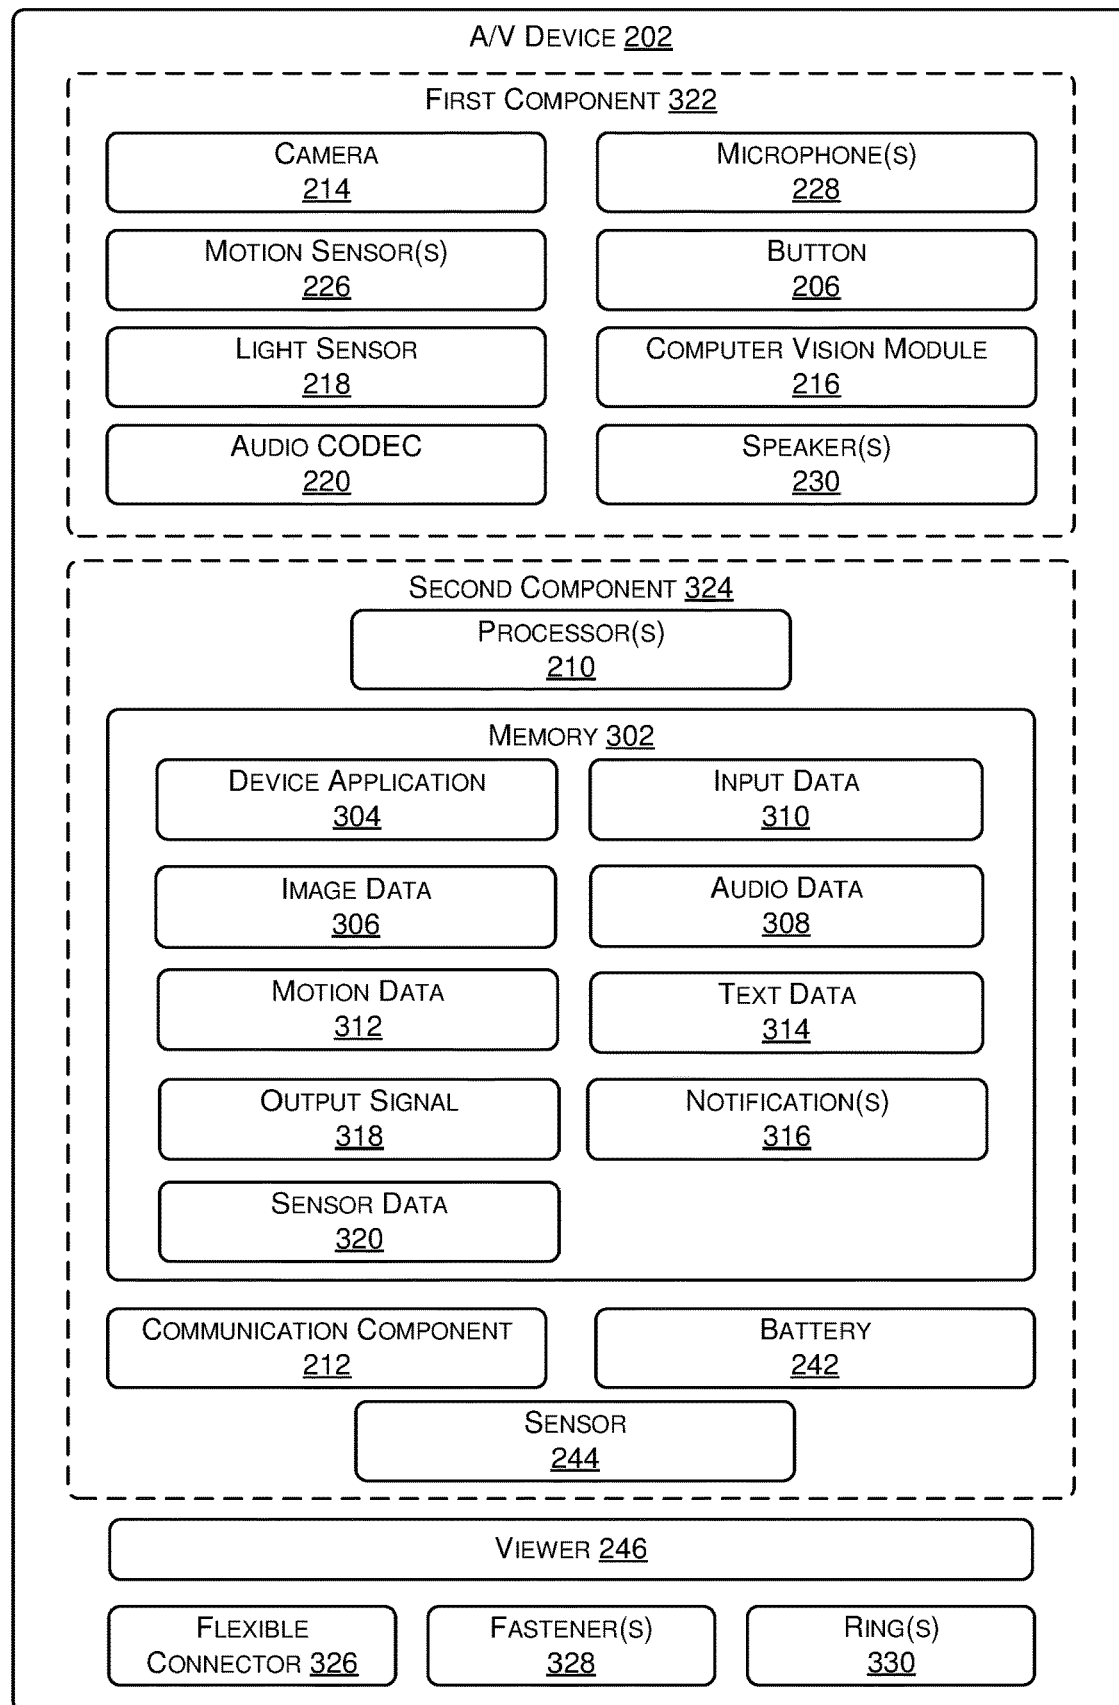 A/V DEVICE 202
FIRST COMPONENT 322
CAMERA
214
MICROPHONE(S)
228
MOTION SENSOR(S)
226
BUTTON
206
LIGHT SENSOR
218
COMPUTER VISION MODULE
216
AUDIO CODEC
220
SPEAKER(S)
230
SECOND COMPONENT 324
PROCESSOR(S)
210
MEMORY 302
DEVICE APPLICATION
304
INPUT DATA
310
IMAGE DATA
306
AUDIO DATA
308
MOTION DATA
312
TEXT DATA
314
OUTPUT SIGNAL
318
NOTIFICATION(S)
316
SENSOR DATA
320
COMMUNICATION COMPONENT
212
BATTERY
242
SENSOR
244
VIEWER 246
FLEXIBLE
CONNECTOR 326
FASTENER(S)
328
RING(S)
330